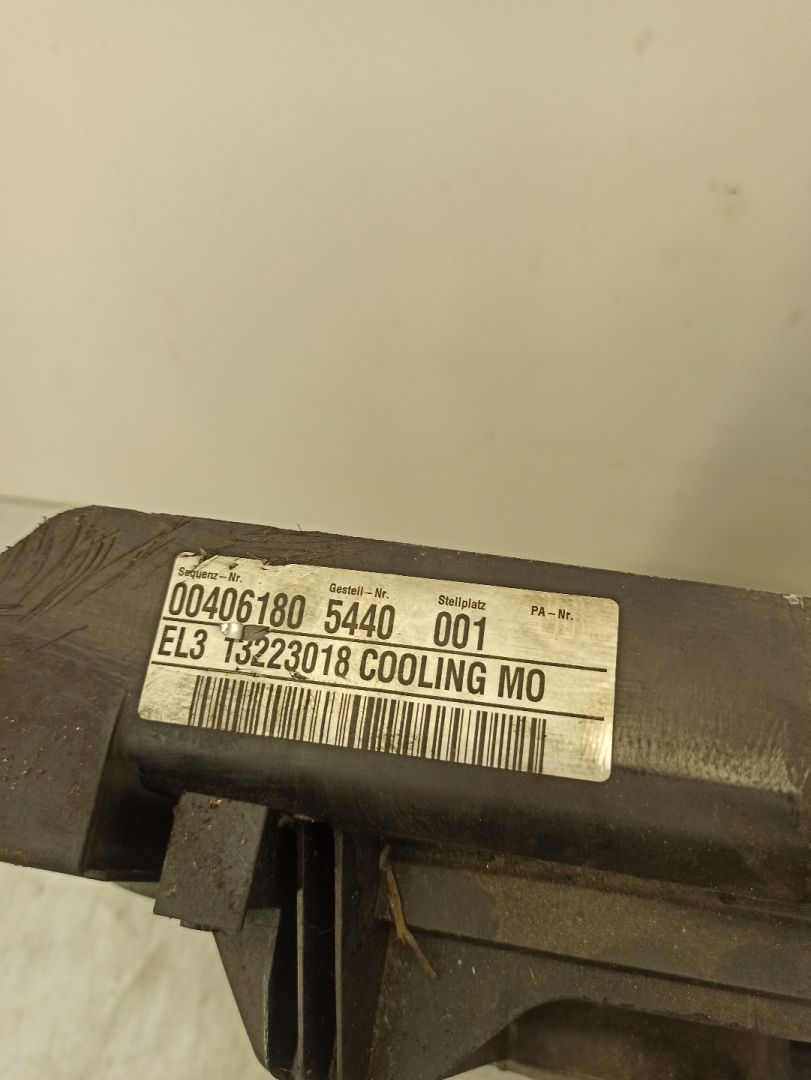 Sequenz-Nr. Gestell-Nr. Stellplatz PA-Nr.
00406180 5440 001
EL3 13223018 COOLING MO